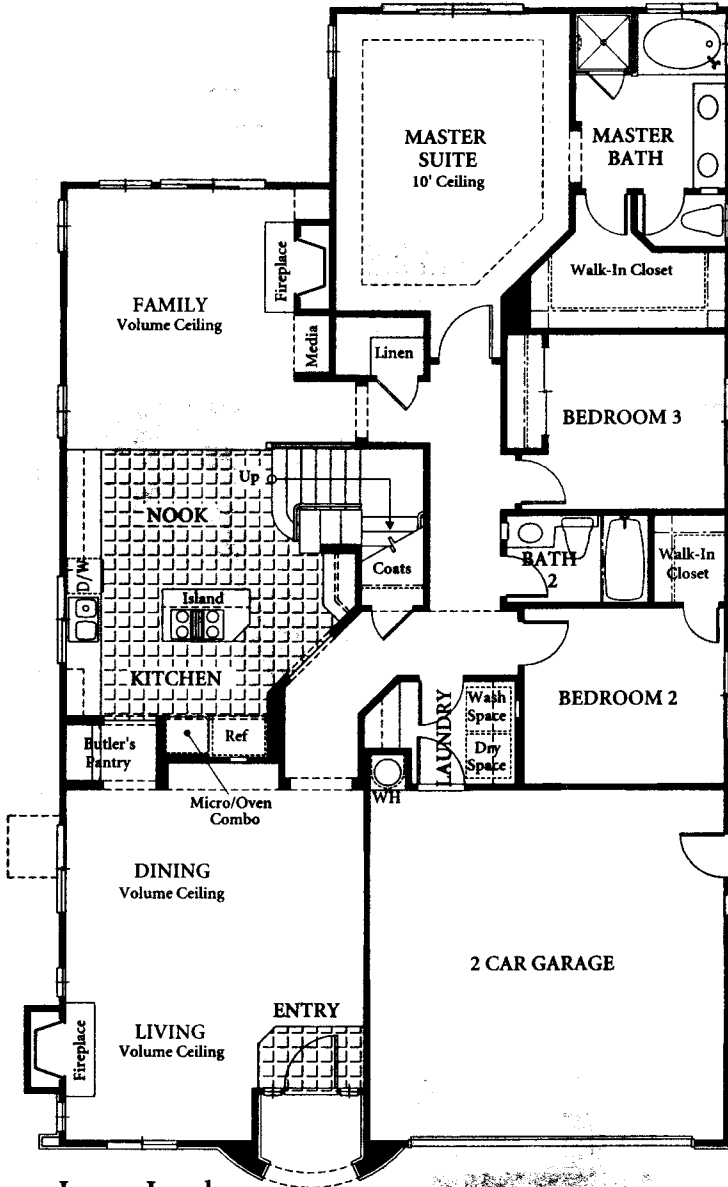 MASTER
SUITE
10' Ceiling
MASTER
BATH
Walk-In Closet
Fireplace
FAMILY
Volume Ceiling
Media
Linen
BEDROOM 3
Up
NOOK
D/W
Coats
BATH
2
Walk-In
Closet
Island
KITCHEN
BEDROOM 2
LAUNDRY
Wash
Space
Dry
Space
Butler's
Pantry
Ref
Micro/Oven
Combo
WH
DINING
Volume Ceiling
2 CAR GARAGE
ENTRY
LIVING
Volume Ceiling
Fireplace